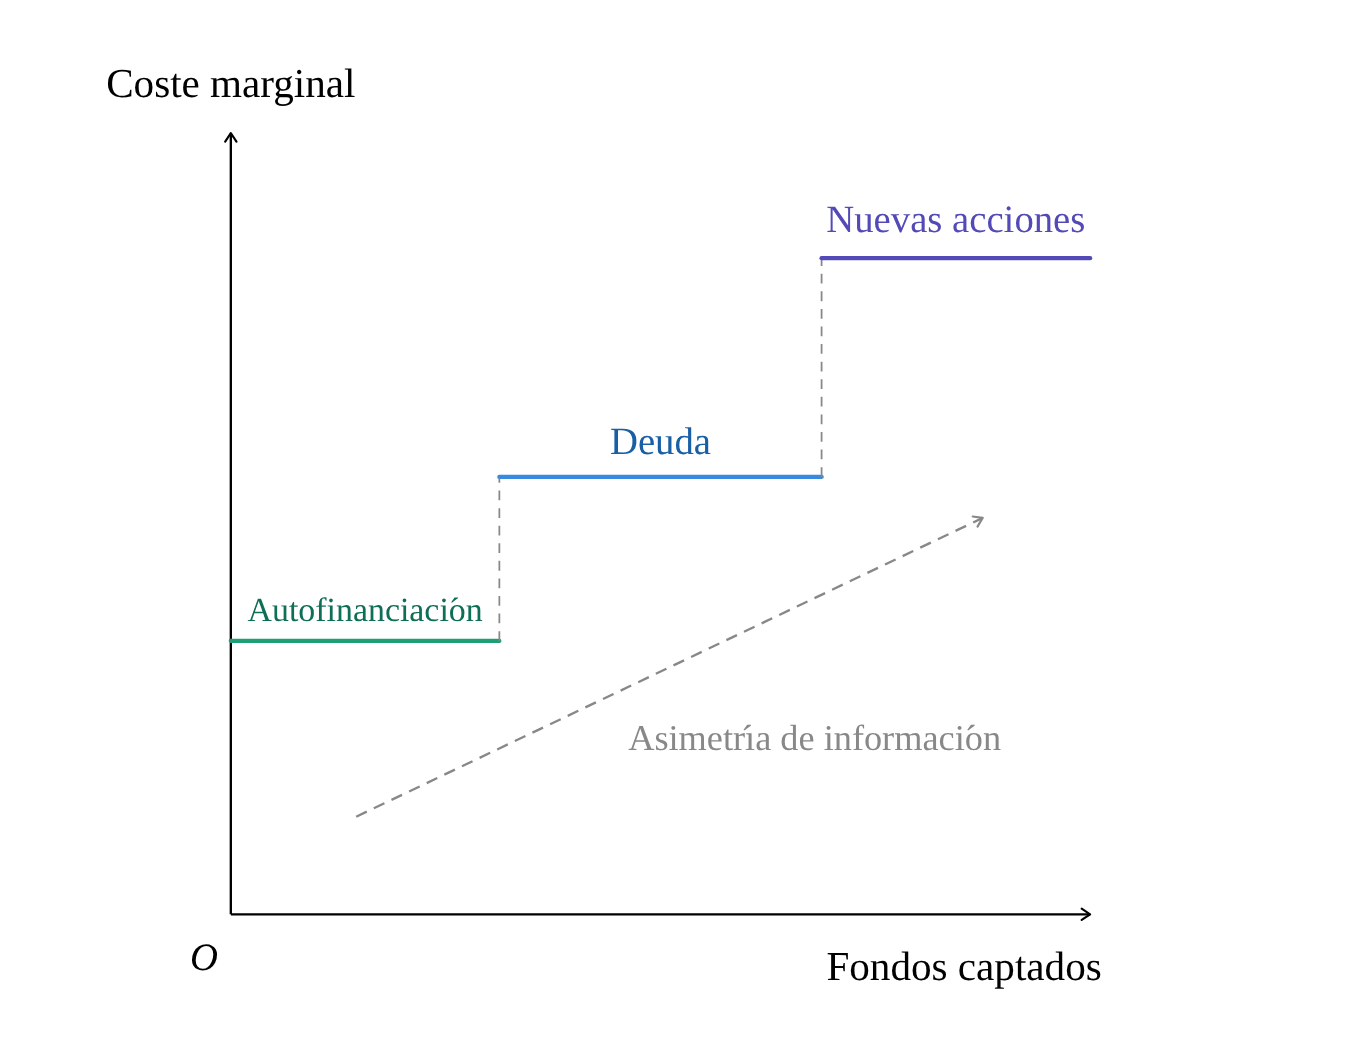 Coste marginal
Nuevas acciones
Deuda
Autofinanciación
Asimetría de información
O
Fondos captados